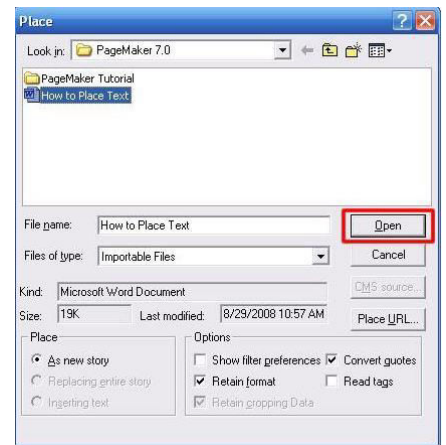 Place
Look in: PageMaker 7.0
PageMaker Tutorial
How to Place Text
File name: How to Place Text Open
Files of type: Importable Files Cancel
Kind: Microsoft Word Document CMS source...
Size: 19K Last modified: 8/29/2008 10:57 AM Place URL...
Place Options
As new story Show filter preferences Convert quotes
Replacing entire story Retain format Read tags
Inserting text Retain cropping Data